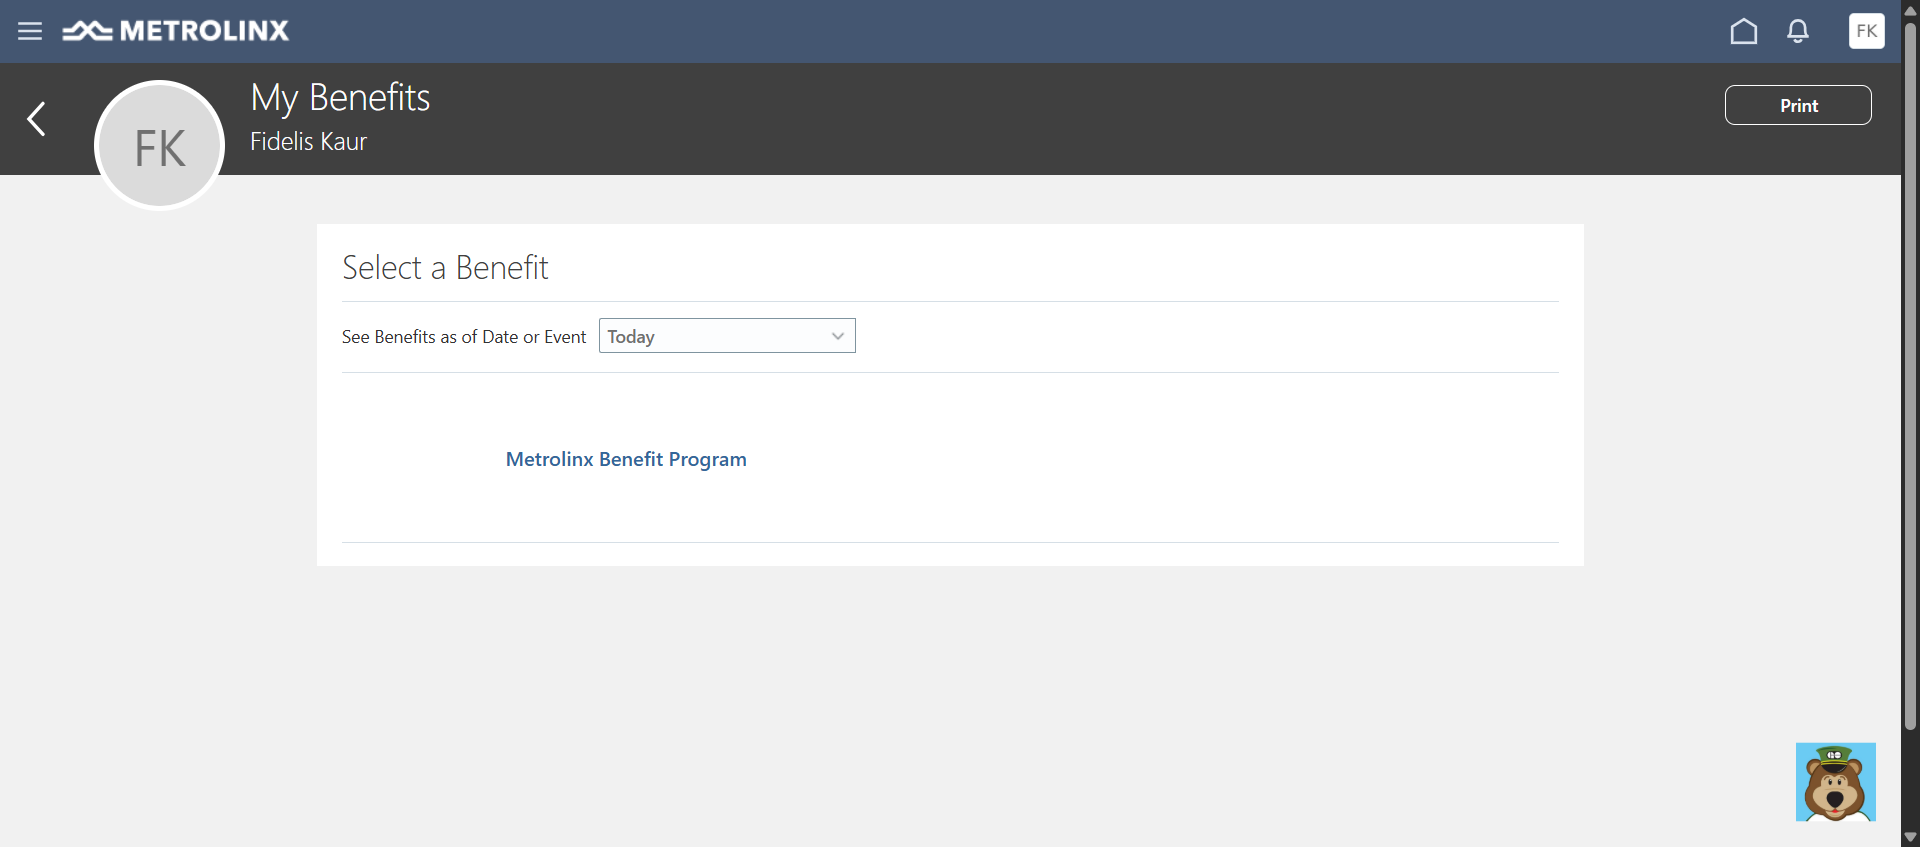 METROLINX
FK
My Benefits
Fidelis Kaur
FK
Print
Select a Benefit
See Benefits as of Date or Event Today
Metrolinx Benefit Program